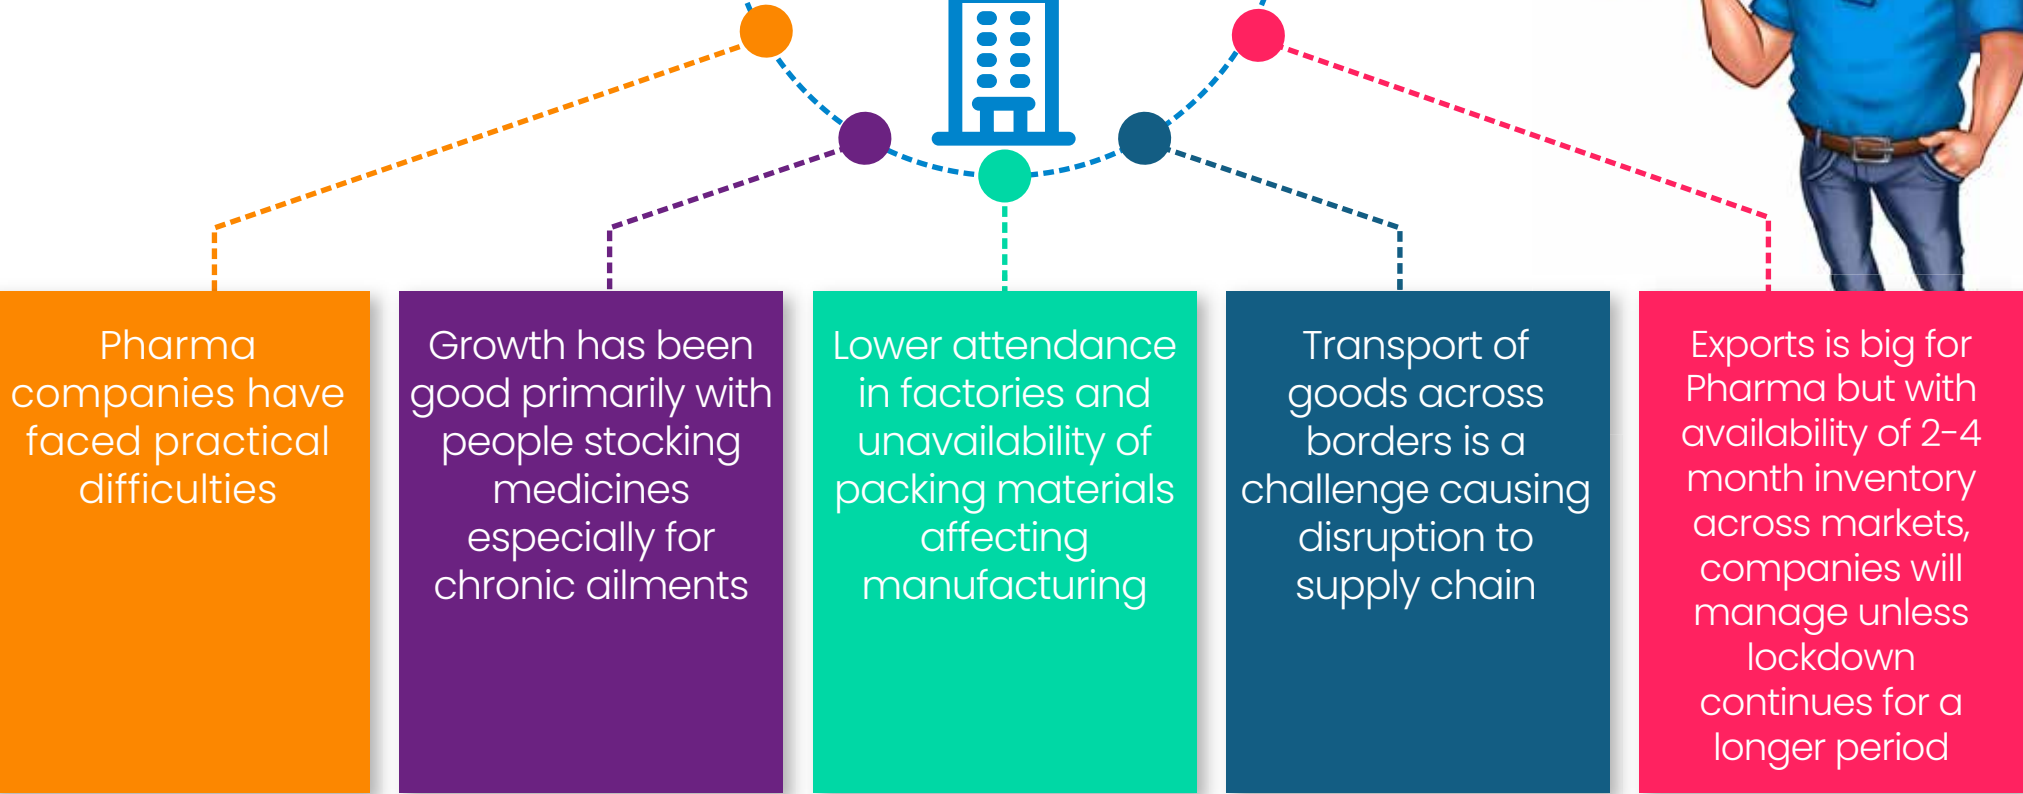 Pharma
companies have
faced practical
difficulties
Growth has been
good primarily with
people stocking
medicines
especially for
chronic ailments
Lower attendance
in factories and
unavailability of
packing materials
affecting
manufacturing
Transport of
goods across
borders is a
challenge causing
disruption to
supply chain
Exports is big for
Pharma but with
availability of 2-4
month inventory
across markets,
companies will
manage unless
lockdown
continues for a
longer period